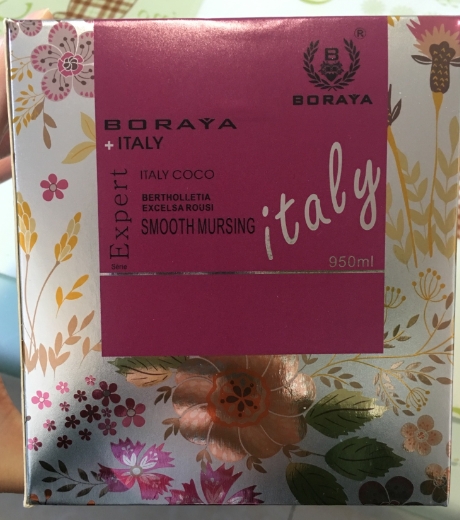 B
®
BORAYA
BORAYA
+ ITALY
Expert
ITALY COCO
BERTHOLLETIA
EXCELSA ROUSI
SMOOTH MURSING
italy
950ml